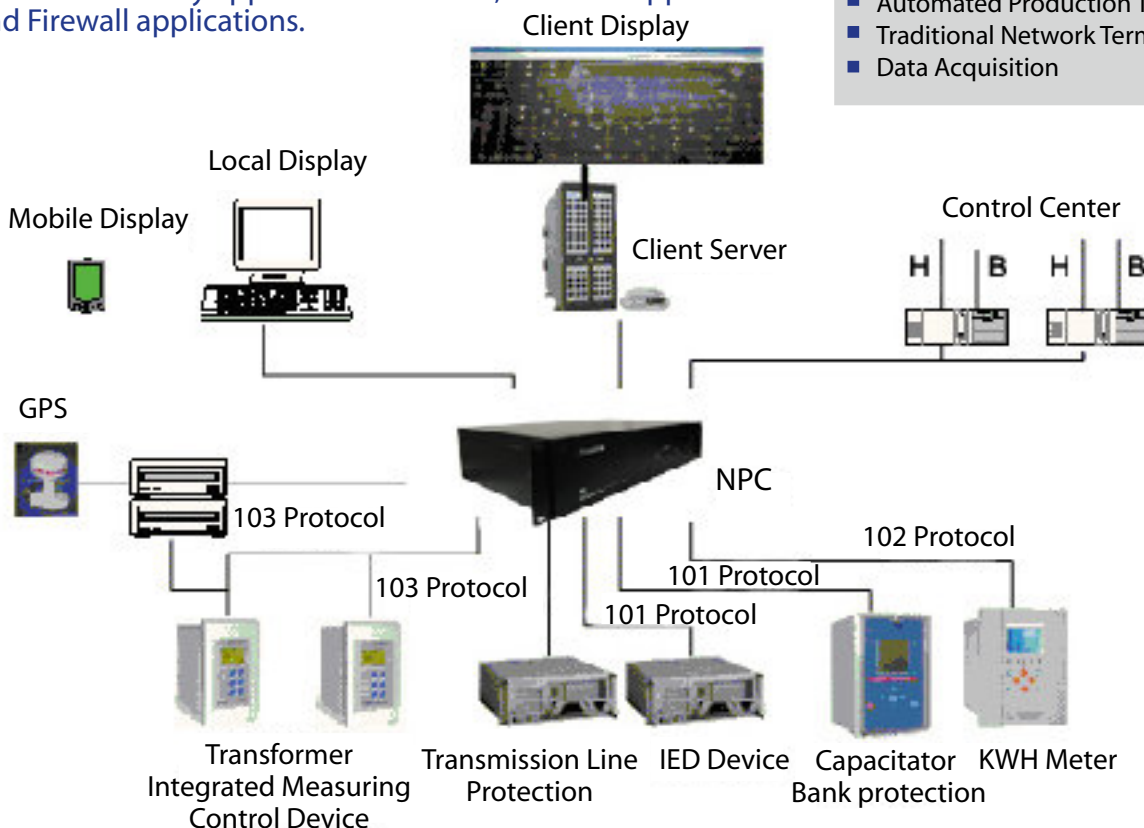 nd Firewall applications.
Automated Production
Traditional Network
Data Acquisition
Client Display
Local Display
Mobile Display
Client Server
Control Center
H B H B
GPS
NPC
103 Protocol
102 Protocol
103 Protocol
101 Protocol
101 Protocol
Transformer
Integrated Measuring
Control Device
Transmission Line
Protection
IED Device
Capacitator
Bank protection
KWH Meter